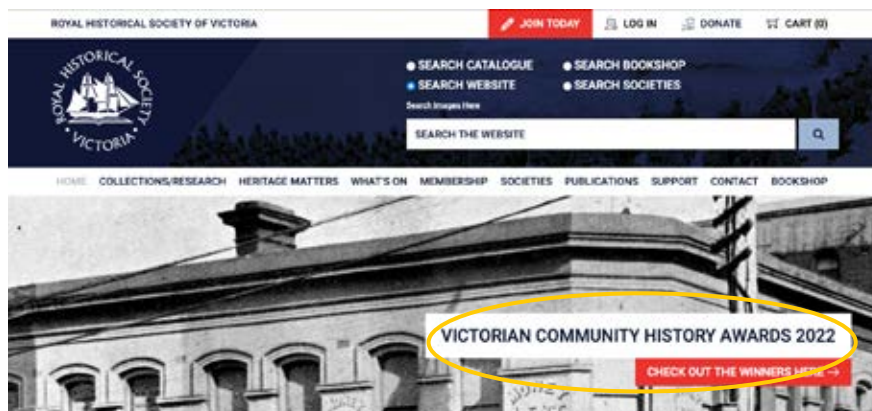 ROYAL HISTORICAL SOCIETY OF VICTORIA
JOIN TODAY
LOG IN
DONATE
CART (0)
ROYAL HISTORICAL SOCIETY
VICTORIA
SEARCH CATALOGUE
SEARCH BOOKSHOP
SEARCH WEBSITE
SEARCH SOCIETIES
Search Images Here
SEARCH THE WEBSITE
HOME COLLECTIONS/RESEARCH HERITAGE MATTERS WHAT'S ON MEMBERSHIP SOCIETIES PUBLICATIONS SUPPORT CONTACT BOOKSHOP
VICTORIAN COMMUNITY HISTORY AWARDS 2022
CHECK OUT THE WINNERS HERE →